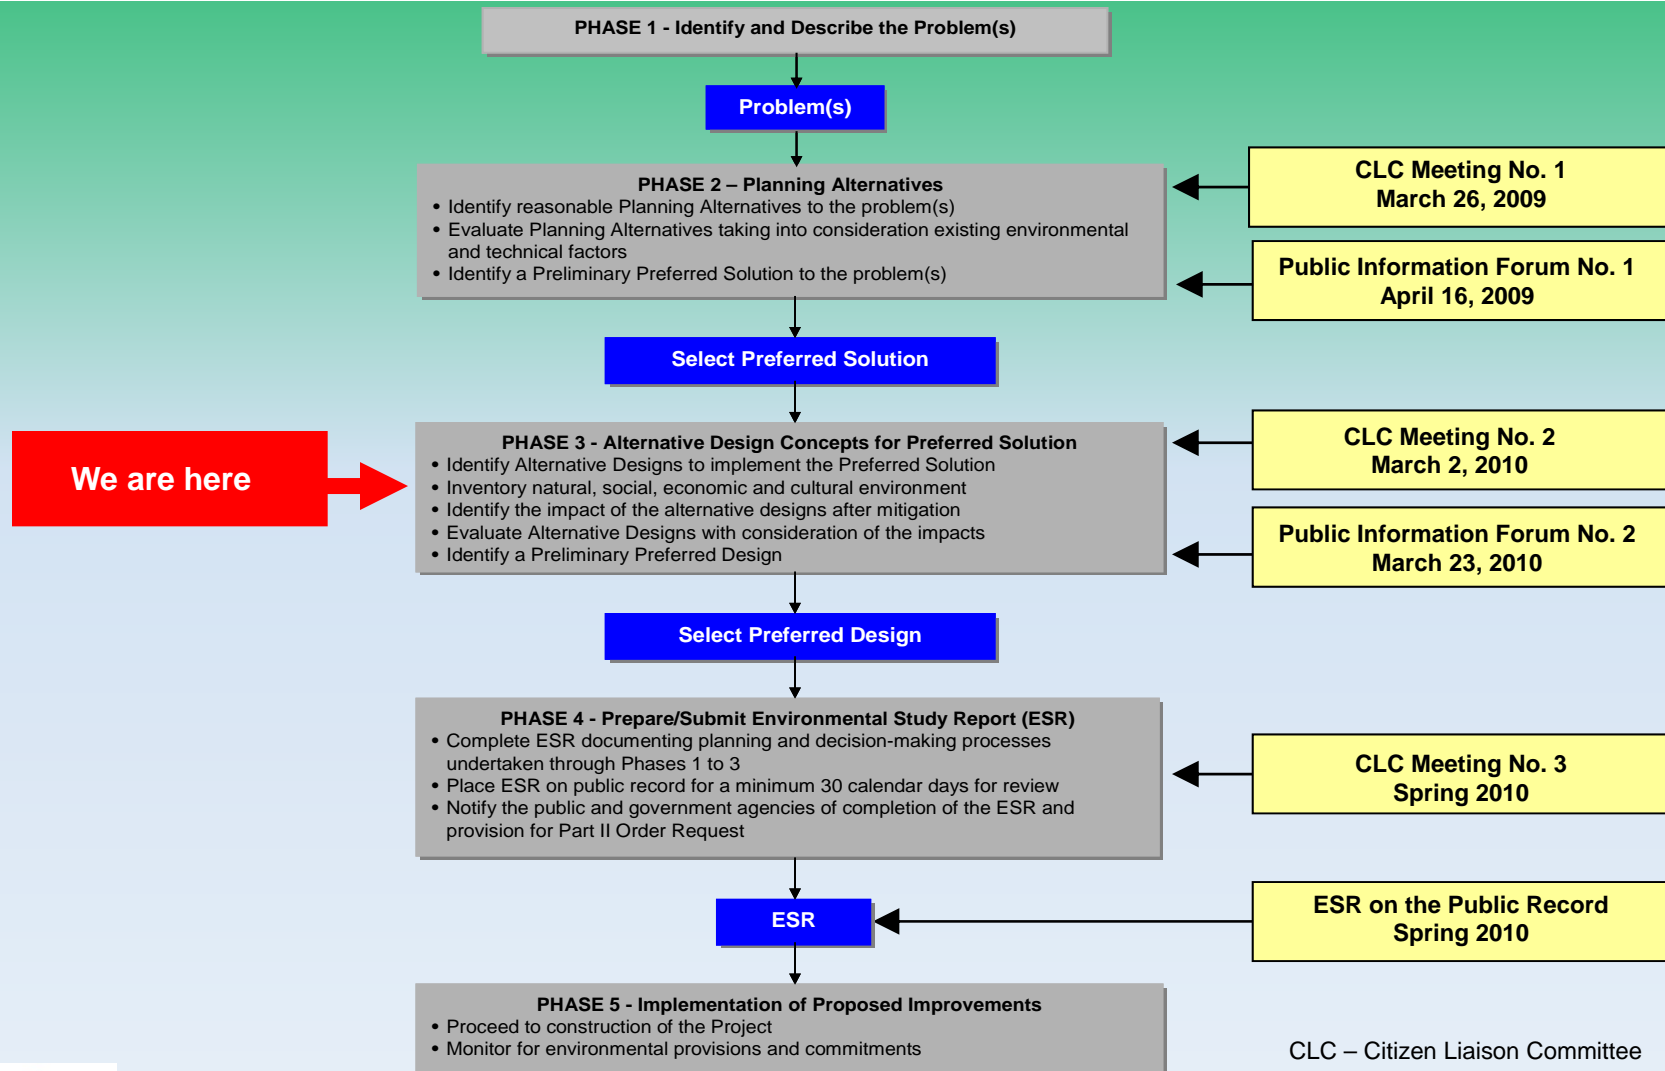 PHASE 1 - Identify and Describe the Problem(s)
Problem(s)
PHASE 2 – Planning Alternatives
• Identify reasonable Planning Alternatives to the problem(s)
• Evaluate Planning Alternatives taking into consideration existing environmental
and technical factors
• Identify a Preliminary Preferred Solution to the problem(s)
CLC Meeting No. 1
March 26, 2009
Public Information Forum No. 1
April 16, 2009
Select Preferred Solution
We are here
PHASE 3 - Alternative Design Concepts for Preferred Solution
• Identify Alternative Designs to implement the Preferred Solution
• Inventory natural, social, economic and cultural environment
• Identify the impact of the alternative designs after mitigation
• Evaluate Alternative Designs with consideration of the impacts
• Identify a Preliminary Preferred Design
CLC Meeting No. 2
March 2, 2010
Public Information Forum No. 2
March 23, 2010
Select Preferred Design
PHASE 4 - Prepare/Submit Environmental Study Report (ESR)
• Complete ESR documenting planning and decision-making processes
undertaken through Phases 1 to 3
• Place ESR on public record for a minimum 30 calendar days for review
• Notify the public and government agencies of completion of the ESR and
provision for Part II Order Request
CLC Meeting No. 3
Spring 2010
ESR
ESR on the Public Record
Spring 2010
PHASE 5 - Implementation of Proposed Improvements
• Proceed to construction of the Project
• Monitor for environmental provisions and commitments
CLC – Citizen Liaison Committee